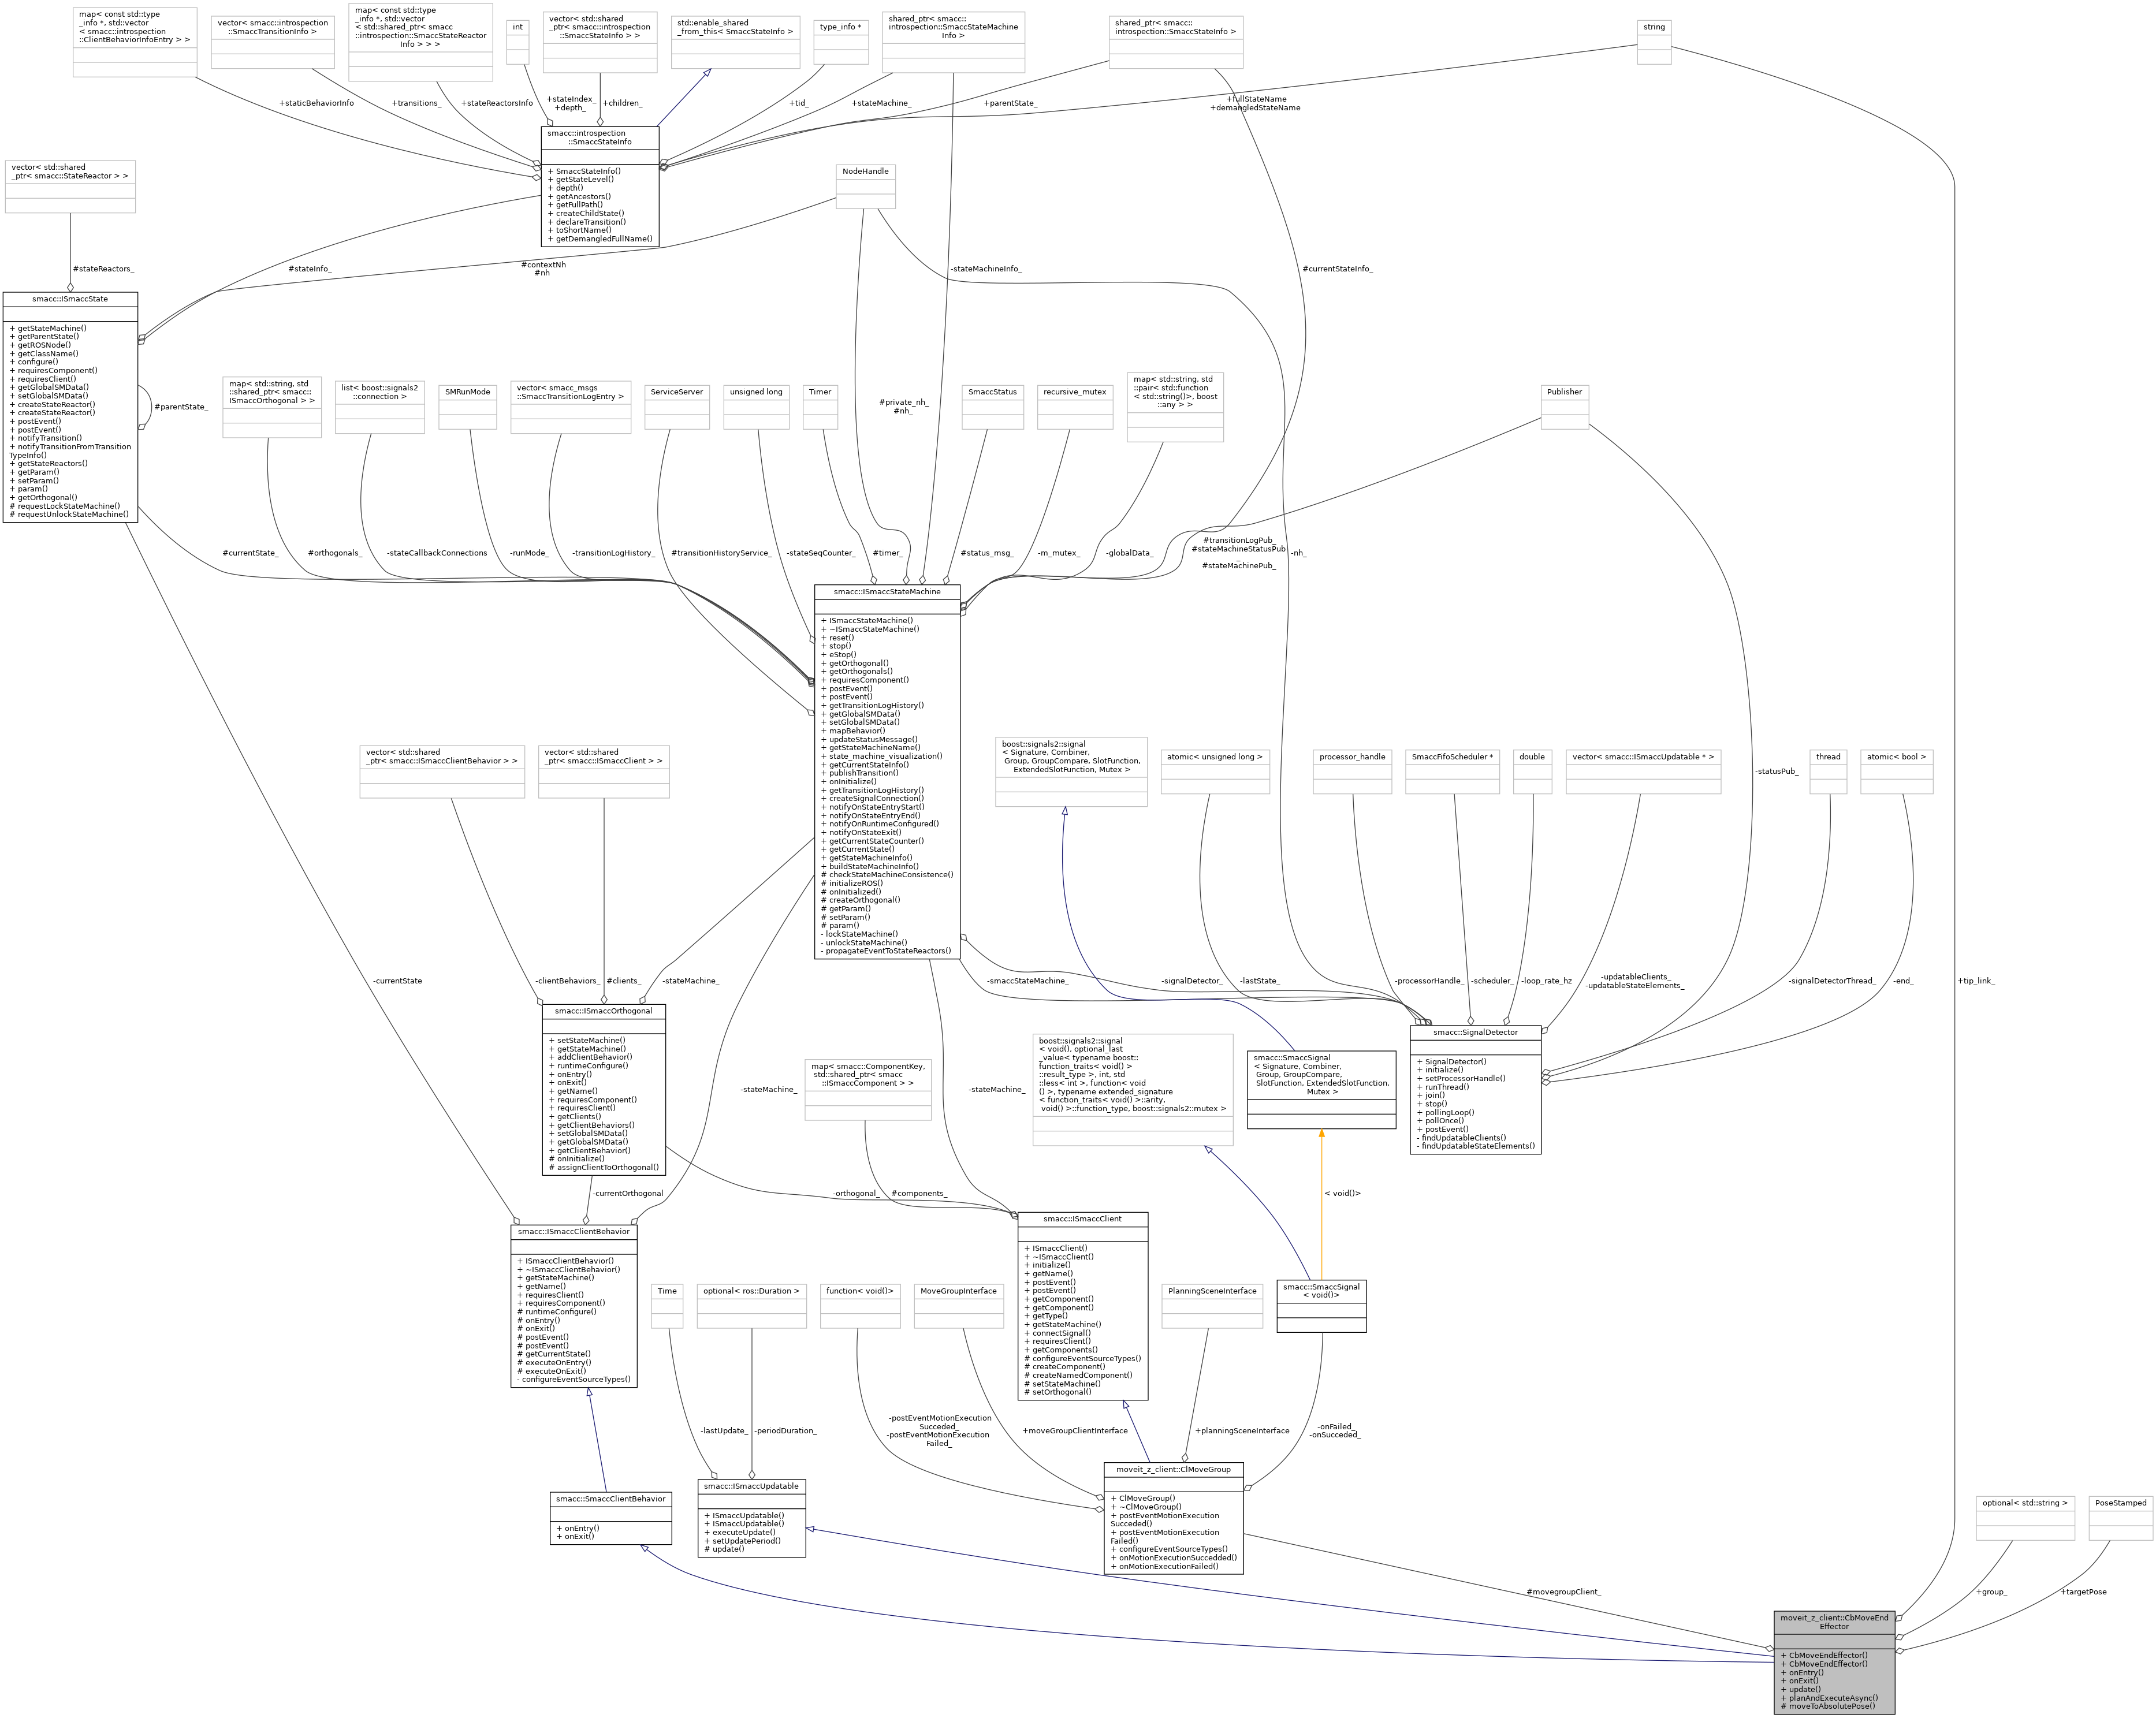 map< const std::type
_info *, std::vector
< smacc::introspection
::ClientBehaviorInfoEntry > >
vector< smacc::introspection
::SmaccTransitionInfo >
map< const std::type
_info *, std::vector
< std::shared_ptr< smacc
::introspection::SmaccStateReactor
Info > > >
int
vector< std::shared
_ptr< smacc::introspection
::SmaccStateInfo > >
std::enable_shared
_from_this< SmaccStateInfo >
type_info *
shared_ptr< smacc::
introspection::SmaccStateMachine
Info >
shared_ptr< smacc::
introspection::SmaccStateInfo >
string
+staticBehaviorInfo
+transitions_
+stateReactorsInfo
+stateIndex_
+depth_
+children_
+tid_
+stateMachine_
+parentState_
+fullStateName
+demangledStateName
smacc::introspection
::SmaccStateInfo
+ SmaccStateInfo()
+ getStateLevel()
+ depth()
+ getAncestors()
+ getFullPath()
+ createChildState()
+ declareTransition()
+ toShortName()
+ getDemangledFullName()
vector< std::shared
_ptr< smacc::StateReactor > >
NodeHandle
#stateReactors_
#stateInfo_
#contextNh
#nh
-stateMachineInfo_
#currentStateInfo_
smacc::ISmaccState
+ getStateMachine()
+ getParentState()
+ getROSNode()
+ getClassName()
+ configure()
+ requiresComponent()
+ requiresClient()
+ getGlobalSMData()
+ setGlobalSMData()
+ createStateReactor()
+ createStateReactor()
+ postEvent()
+ postEvent()
+ notifyTransition()
+ notifyTransitionFromTransition
TypeInfo()
+ getStateReactors()
+ getParam()
+ setParam()
+ param()
+ getOrthogonal()
# requestLockStateMachine()
# requestUnlockStateMachine()
#parentState_
map< std::string, std
::shared_ptr< smacc::
ISmaccOrthogonal > >
list< boost::signals2
::connection >
SMRunMode
vector< smacc_msgs
::SmaccTransitionLogEntry >
ServiceServer
unsigned long
Timer
#private_nh_
#nh_
SmaccStatus
recursive_mutex
map< std::string, std
::pair< std::function
< std::string()>, boost
::any > >
Publisher
#currentState_
#orthogonals_
-stateCallbackConnections
-runMode_
-transitionLogHistory_
#transitionHistoryService_
-stateSeqCounter_
#timer_
#status_msg_
-m_mutex_
-globalData_
#transitionLogPub_
#stateMachineStatusPub
_
#stateMachinePub_
-nh_
smacc::ISmaccStateMachine
+ ISmaccStateMachine()
+ ~ISmaccStateMachine()
+ reset()
+ stop()
+ eStop()
+ getOrthogonal()
+ getOrthogonals()
+ requiresComponent()
+ postEvent()
+ postEvent()
+ getTransitionLogHistory()
+ getGlobalSMData()
+ setGlobalSMData()
+ mapBehavior()
+ updateStatusMessage()
+ getStateMachineName()
+ state_machine_visualization()
+ getCurrentStateInfo()
+ publishTransition()
+ onInitialize()
+ getTransitionLogHistory()
+ createSignalConnection()
+ notifyOnStateEntryStart()
+ notifyOnStateEntryEnd()
+ notifyOnRuntimeConfigured()
+ notifyOnStateExit()
+ getCurrentStateCounter()
+ getCurrentState()
+ getStateMachineInfo()
+ buildStateMachineInfo()
# checkStateMachineConsistence()
# initializeROS()
# onInitialized()
# createOrthogonal()
# getParam()
# setParam()
# param()
- lockStateMachine()
- unlockStateMachine()
- propagateEventToStateReactors()
vector< std::shared
_ptr< smacc::ISmaccClientBehavior > >
vector< std::shared
_ptr< smacc::ISmaccClient > >
boost::signals2::signal
< Signature, Combiner,
Group, GroupCompare, SlotFunction,
ExtendedSlotFunction, Mutex >
atomic< unsigned long >
processor_handle
SmaccFifoScheduler *
double
vector< smacc::ISmaccUpdatable * >
thread
atomic< bool >
-statusPub_
-currentState
-clientBehaviors_
#clients_
-stateMachine_
-smaccStateMachine_
-signalDetector_
-lastState_
-processorHandle_
-scheduler_
-loop_rate_hz
-updatableClients_
-updatableStateElements_
-signalDetectorThread_
-end_
+tip_link_
smacc::ISmaccOrthogonal
+ setStateMachine()
+ getStateMachine()
+ addClientBehavior()
+ runtimeConfigure()
+ onEntry()
+ onExit()
+ getName()
+ requiresComponent()
+ requiresClient()
+ getClients()
+ getClientBehaviors()
+ setGlobalSMData()
+ getGlobalSMData()
+ getClientBehavior()
# onInitialize()
# assignClientToOrthogonal()
-stateMachine_
map< smacc::ComponentKey,
std::shared_ptr< smacc
::ISmaccComponent > >
-stateMachine_
boost::signals2::signal
< void(), optional_last
_value< typename boost::
function_traits< void() >
::result_type >, int, std
::less< int >, function< void
() >, typename extended_signature
< function_traits< void() >::arity,
void() >::function_type, boost::signals2::mutex >
smacc::SmaccSignal
< Signature, Combiner,
Group, GroupCompare,
SlotFunction, ExtendedSlotFunction,
Mutex >
smacc::SignalDetector
+ SignalDetector()
+ initialize()
+ setProcessorHandle()
+ runThread()
+ join()
+ stop()
+ pollingLoop()
+ pollOnce()
+ postEvent()
- findUpdatableClients()
- findUpdatableStateElements()
-currentOrthogonal
-orthogonal_
#components_
< void()>
smacc::ISmaccClientBehavior
+ ISmaccClientBehavior()
+ ~ISmaccClientBehavior()
+ getStateMachine()
+ getName()
+ requiresClient()
+ requiresComponent()
# runtimeConfigure()
# onEntry()
# onExit()
# postEvent()
# postEvent()
# getCurrentState()
# executeOnEntry()
# executeOnExit()
- configureEventSourceTypes()
Time
optional< ros::Duration >
function< void()>
MoveGroupInterface
smacc::ISmaccClient
+ ISmaccClient()
+ ~ISmaccClient()
+ initialize()
+ getName()
+ postEvent()
+ postEvent()
+ getComponent()
+ getComponent()
+ getType()
+ getStateMachine()
+ connectSignal()
+ requiresClient()
+ getComponents()
# configureEventSourceTypes()
# createComponent()
# createNamedComponent()
# setStateMachine()
# setOrthogonal()
PlanningSceneInterface
smacc::SmaccSignal
< void()>
-lastUpdate_
-periodDuration_
-postEventMotionExecution
Succeded_
-postEventMotionExecution
Failed_
+moveGroupClientInterface
+planningSceneInterface
-onFailed_
-onSucceded_
smacc::SmaccClientBehavior
+ onEntry()
+ onExit()
smacc::ISmaccUpdatable
+ ISmaccUpdatable()
+ ISmaccUpdatable()
+ executeUpdate()
+ setUpdatePeriod()
# update()
moveit_z_client::ClMoveGroup
+ ClMoveGroup()
+ ~ClMoveGroup()
+ postEventMotionExecution
Succeded()
+ postEventMotionExecution
Failed()
+ configureEventSourceTypes()
+ onMotionExecutionSuccedded()
+ onMotionExecutionFailed()
optional< std::string >
PoseStamped
#movegroupClient_
+group_
+targetPose
moveit_z_client::CbMoveEnd
Effector
+ CbMoveEndEffector()
+ CbMoveEndEffector()
+ onEntry()
+ onExit()
+ update()
+ planAndExecuteAsync()
# moveToAbsolutePose()